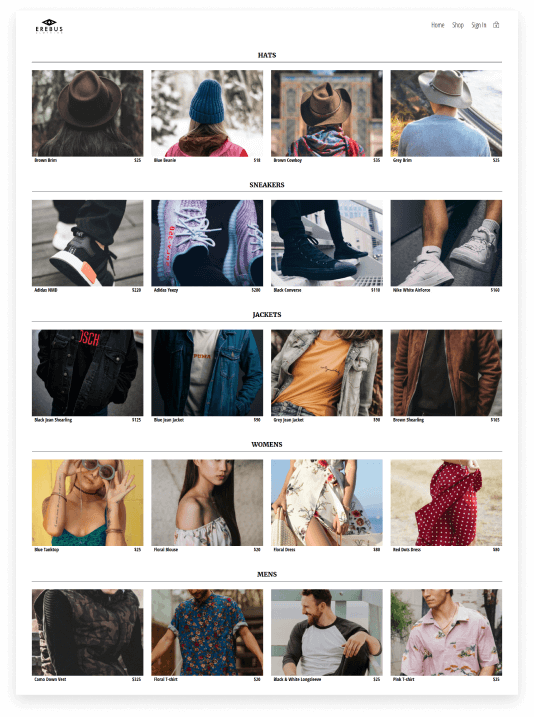 EREBUS
Home Shop Sign In
HATS
Brown Brim $25
Blue Beanie $18
Brown Cowboy $35
Grey Brim $25
SNEAKERS
Adidas NMD $220
Adidas Yeezy $280
Black Converse $110
Nike White Airforce $160
JACKETS
OSCH
PUMA
Black Jean Shearling $125
Blue Jean Jacket $90
Grey Jean Jacket $90
Brown Shearling $165
WOMENS
Blue Tanktop $25
Floral Blouse $20
Floral Dress $80
Red Dots Dress $80
MENS
Camo Down Vest $325
Floral T-shirt $20
Black & White Longsleeve $25
Pink T-shirt $25